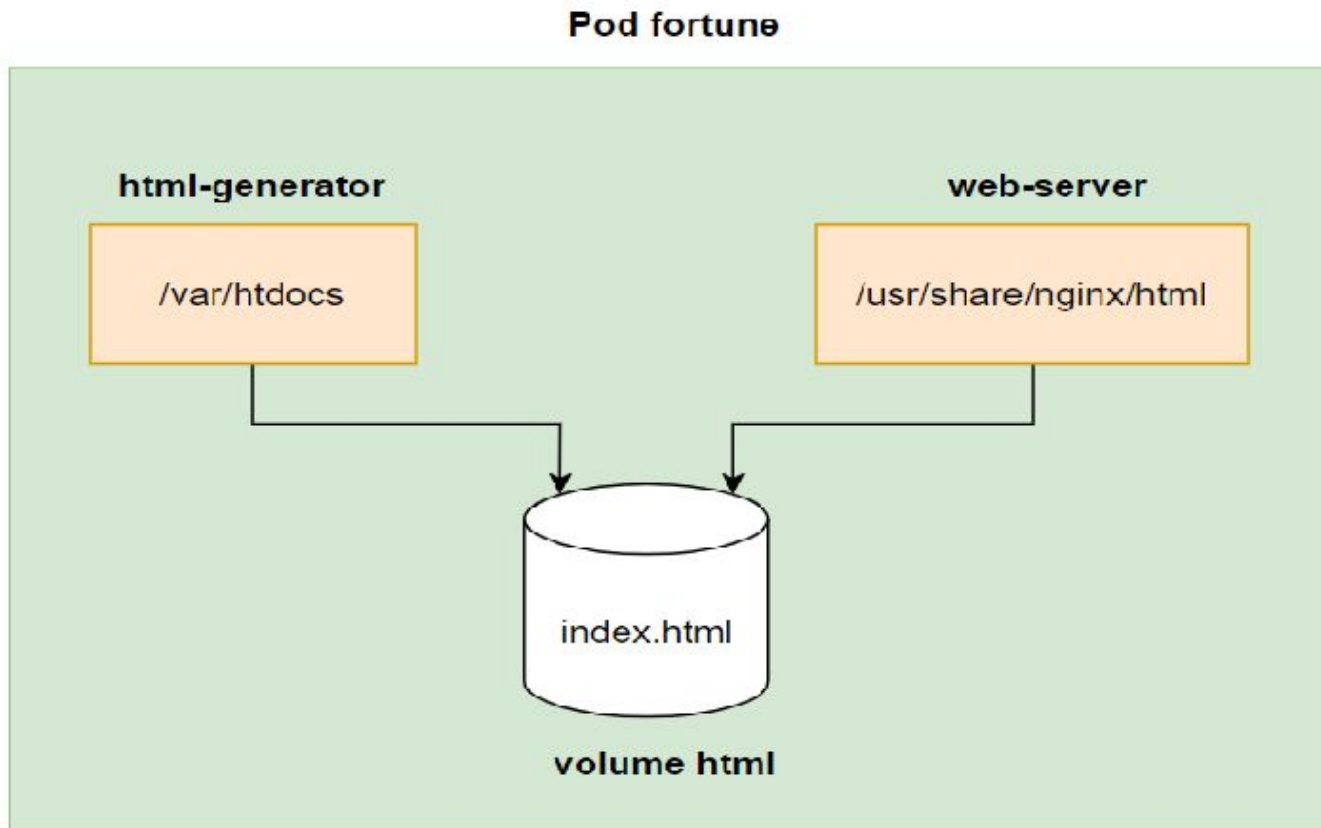 Pod fortune
html-generator
web-server
/var/htdocs
/usr/share/nginx/html
index.html
volume html